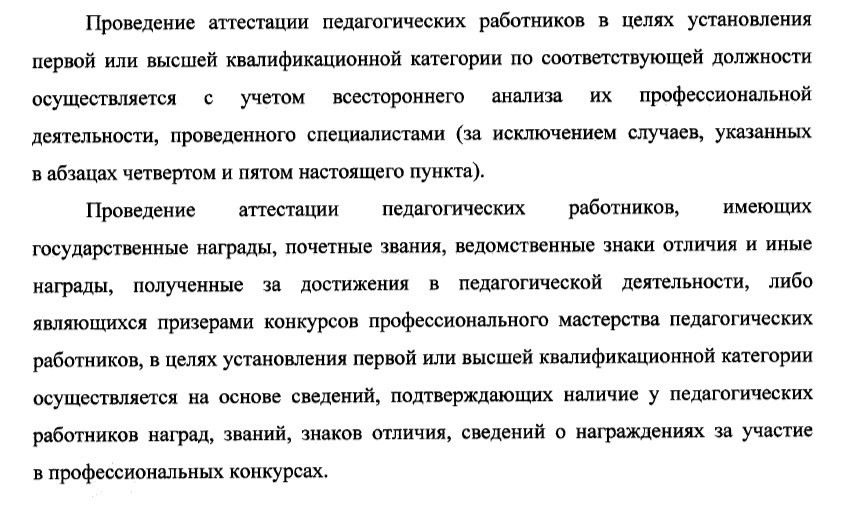 Проведение аттестации педагогических работников в целях установления
первой или высшей квалификационной категории по соответствующей должности
осуществляется с учетом всестороннего анализа их профессиональной
деятельности, проведенного специалистами (за исключением случаев, указанных
в абзацах четвертом и пятом настоящего пункта).
Проведение аттестации педагогических работников, имеющих
государственные награды, почетные звания, ведомственные знаки отличия и иные
награды, полученные за достижения в педагогической деятельности, либо
являющихся призерами конкурсов профессионального мастерства педагогических
работников, в целях установления первой или высшей квалификационной категории
осуществляется на основе сведений, подтверждающих наличие у педагогических
работников наград, званий, знаков отличия, сведений о награждениях за участие
в профессиональных конкурсах.